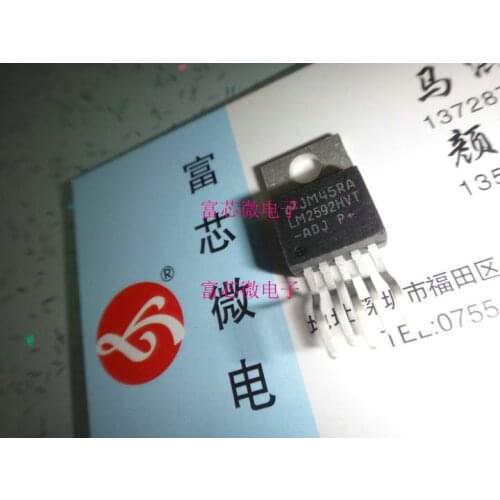 富芯微电
®
JM45RA
LM2592HVT
-ADJ P+
富芯微电子
富芯微电子
马
13728
颜
135
市福田区
TEL:0755